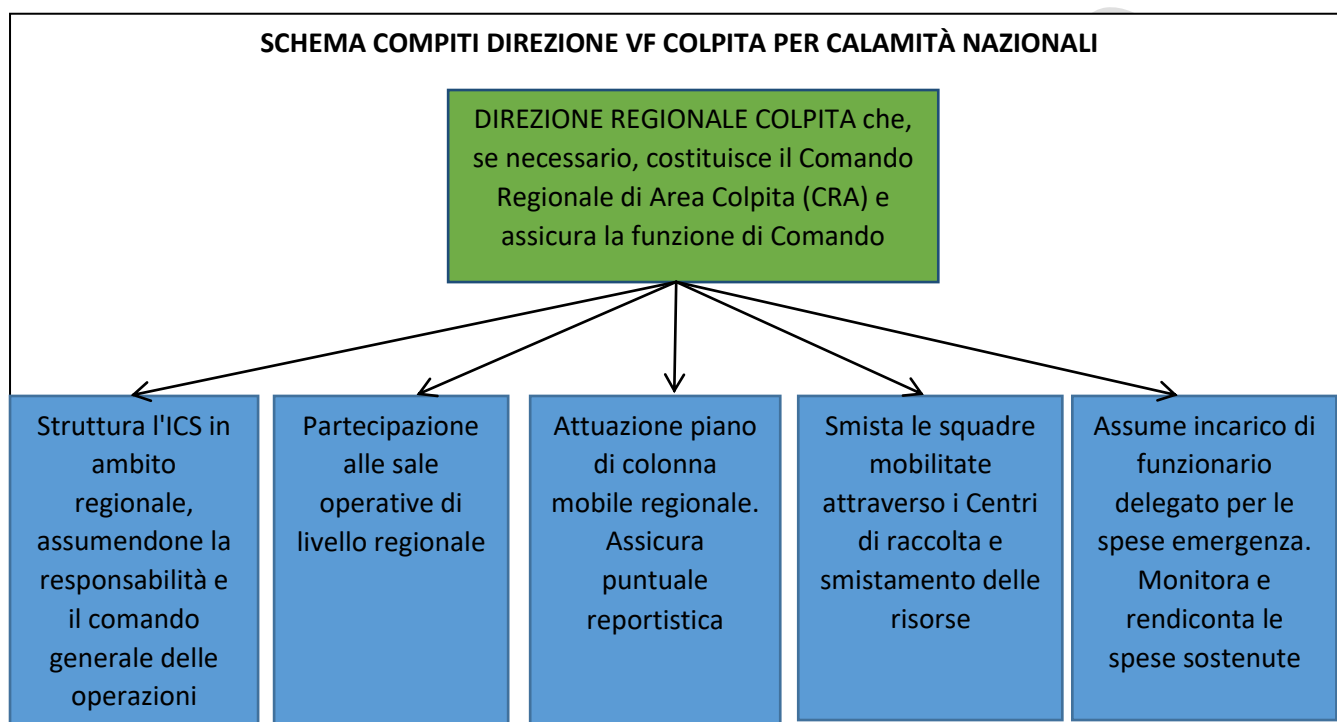 SCHEMA COMPITI DIREZIONE VF COLPITA PER CALAMITÀ NAZIONALI
DIREZIONE REGIONALE COLPITA che,
se necessario, costituisce il Comando
Regionale di Area Colpita (CRA) e
assicura la funzione di Comando
Struttura l'ICS in
ambito
regionale,
assumendone la
responsabilità e
il comando
generale delle
operazioni
Partecipazione
alle sale
operative di
livello regionale
Attuazione piano
di colonna
mobile regionale.
Assicura
puntuale
reportistica
Smista le squadre
mobilitate
attraverso i Centri
di raccolta e
smistamento delle
risorse
Assume incarico di
funzionario
delegato per le
spese emergenza.
Monitora e
rendiconta le
spese sostenute